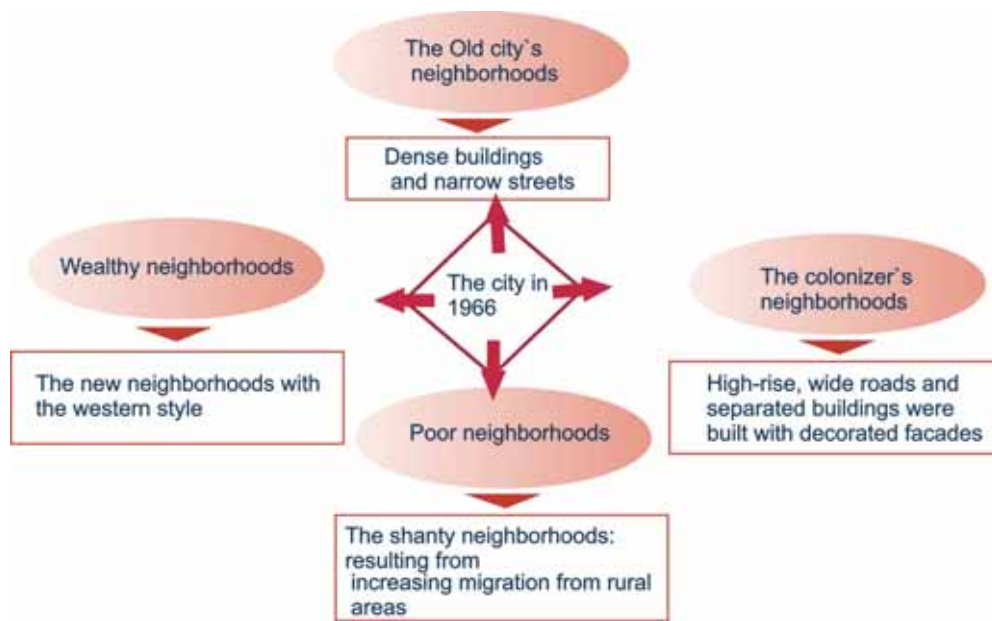 The Old city`s
neighborhoods
Dense buildings
and narrow streets
Wealthy neighborhoods
The new neighborhoods with
the western style
The city in
1966
The colonizer`s
neighborhoods
High-rise, wide roads and
separated buildings were
built with decorated facades
Poor neighborhoods
The shanty neighborhoods:
resulting from
increasing migration from rural
areas